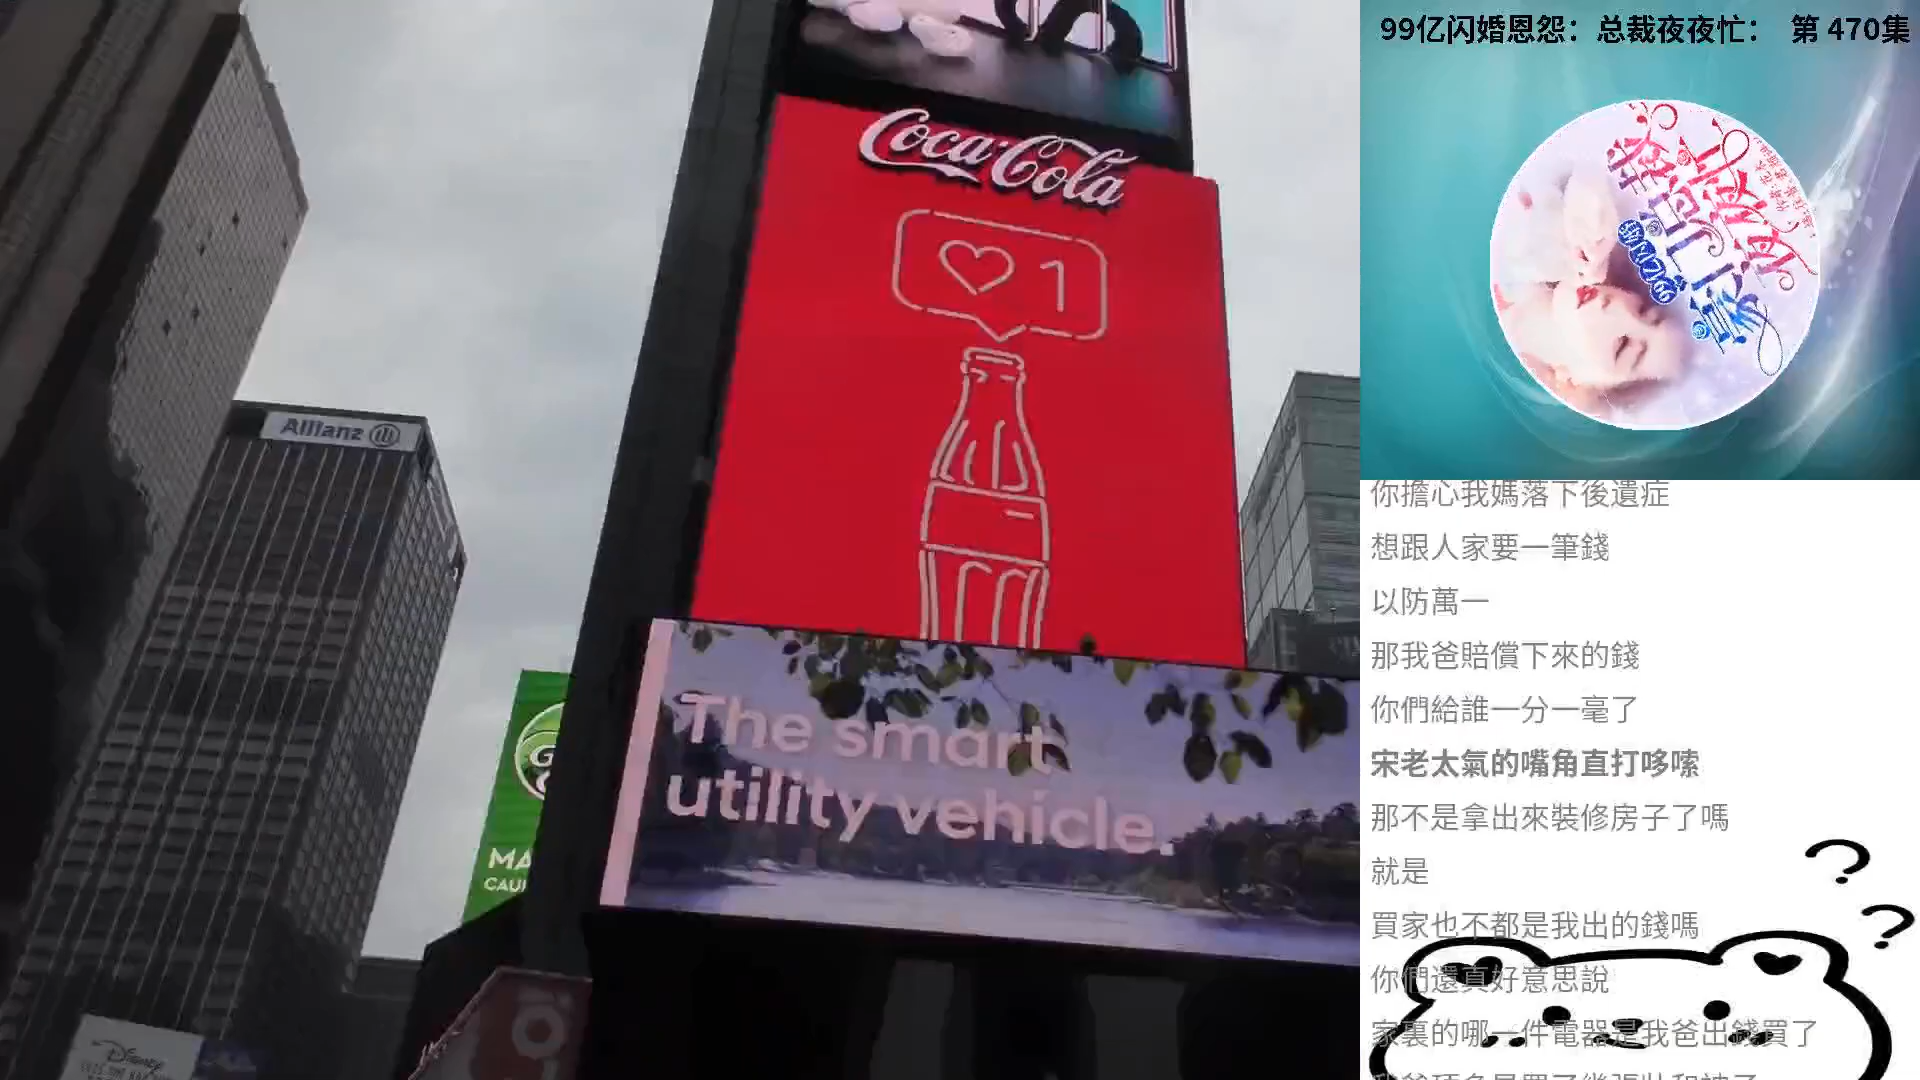 Coca-Cola
1
Allianz
The smart
utility vehicle.
MA
CAU
Disney
99亿闪婚恩怨：总裁夜夜忙： 第 470集
你擔心我媽落下後遺症
想跟人家要一筆錢
以防萬一
那我爸賠償下來的錢
你們給誰一分一毫了
宋老太氣的嘴角直打哆嗦
那不是拿出來裝修房子了嗎
就是
買家也不都是我出的錢嗎
你們還真好意思說
家裏的哪一件電器是我爸出錢買了
?
?